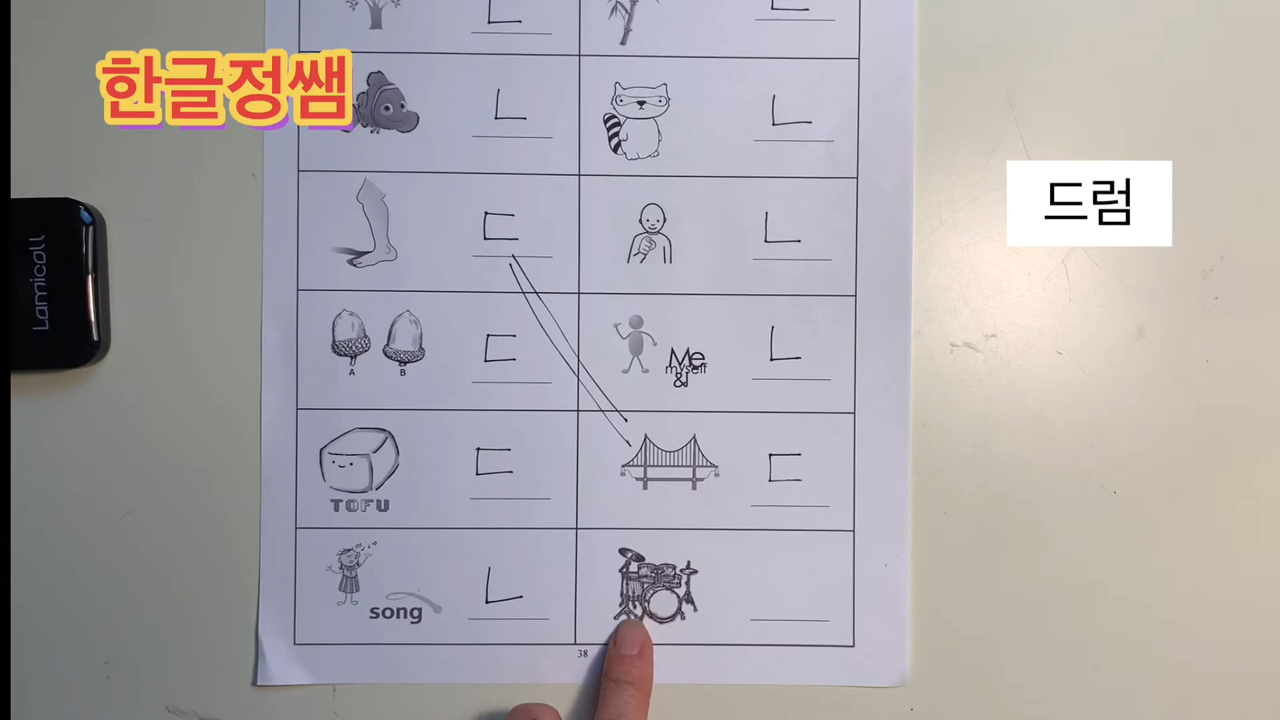 ㄴ ㄴ
한글정쌤
ㄴ ㄴ
드럼
Lamicall
ㄷ ㄴ
A B
ㄷ ㄴ
Me
myself
&i
ㄷ ㄷ
TOFU
song
ㄴ
38